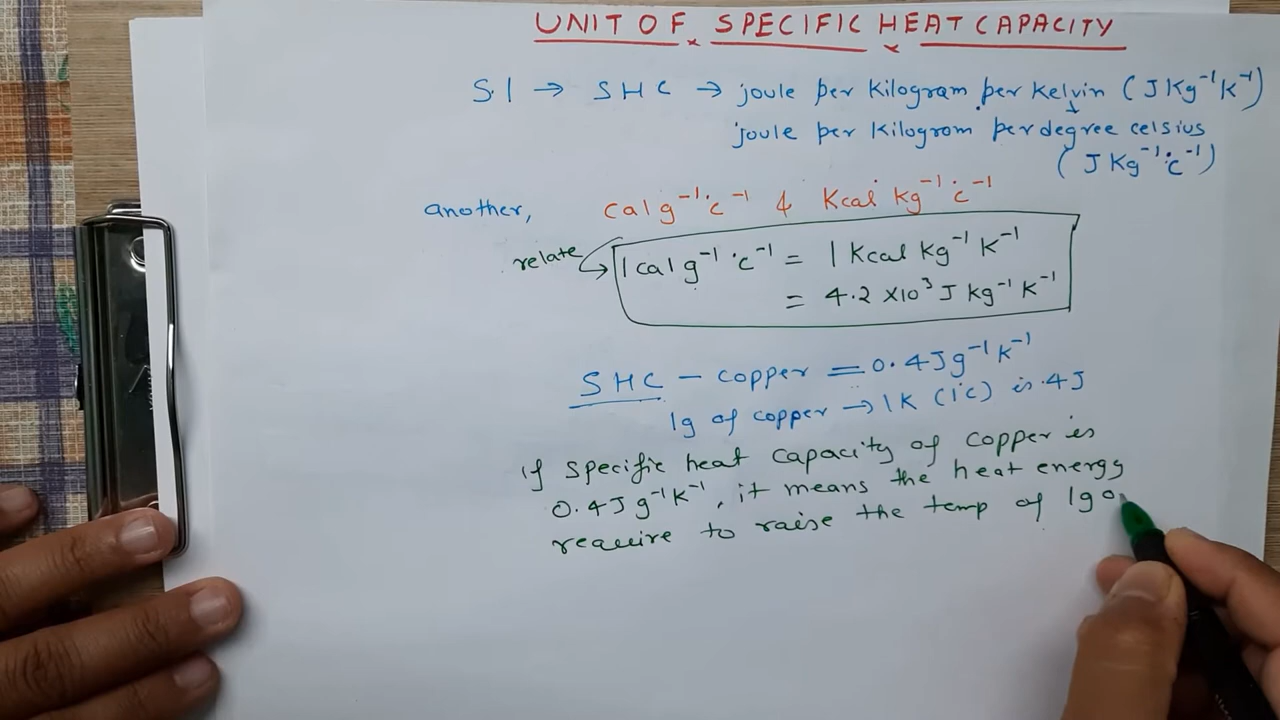 UNIT OF SPECIFIC HEAT CAPACITY
S.I → SHC → joule per kilogram per kelvin (J Kg⁻¹ K⁻¹)
joule per kilogrom per degree celsius
(J Kg⁻¹ °c⁻¹)
another, cal g⁻¹ °c⁻¹ & Kcal kg⁻¹ °c⁻¹
relate 1 cal g⁻¹ °c⁻¹ = 1 Kcal Kg⁻¹ K⁻¹
= 4.2 ×10³ J kg⁻¹ K⁻¹
SHC – copper = 0.4 J g⁻¹ K⁻¹
1g of copper → 1K (1°c) is .4J
if specific heat capacity of copper is
0.4 J g⁻¹ K⁻¹, it means the heat energy
require to raise the temp of 1g o